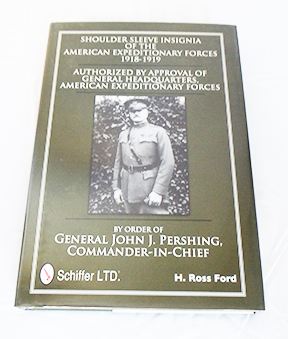 SHOULDER SLEEVE INSIGNIA
OF THE
AMERICAN EXPEDITIONARY FORCES
1918-1919
AUTHORIZED BY APPROVAL OF
GENERAL HEADQUARTERS,
AMERICAN EXPEDITIONARY FORCES
BY ORDER OF
GENERAL JOHN J. PERSHING,
COMMANDER-IN-CHIEF
Schiffer LTD
H. Ross Ford